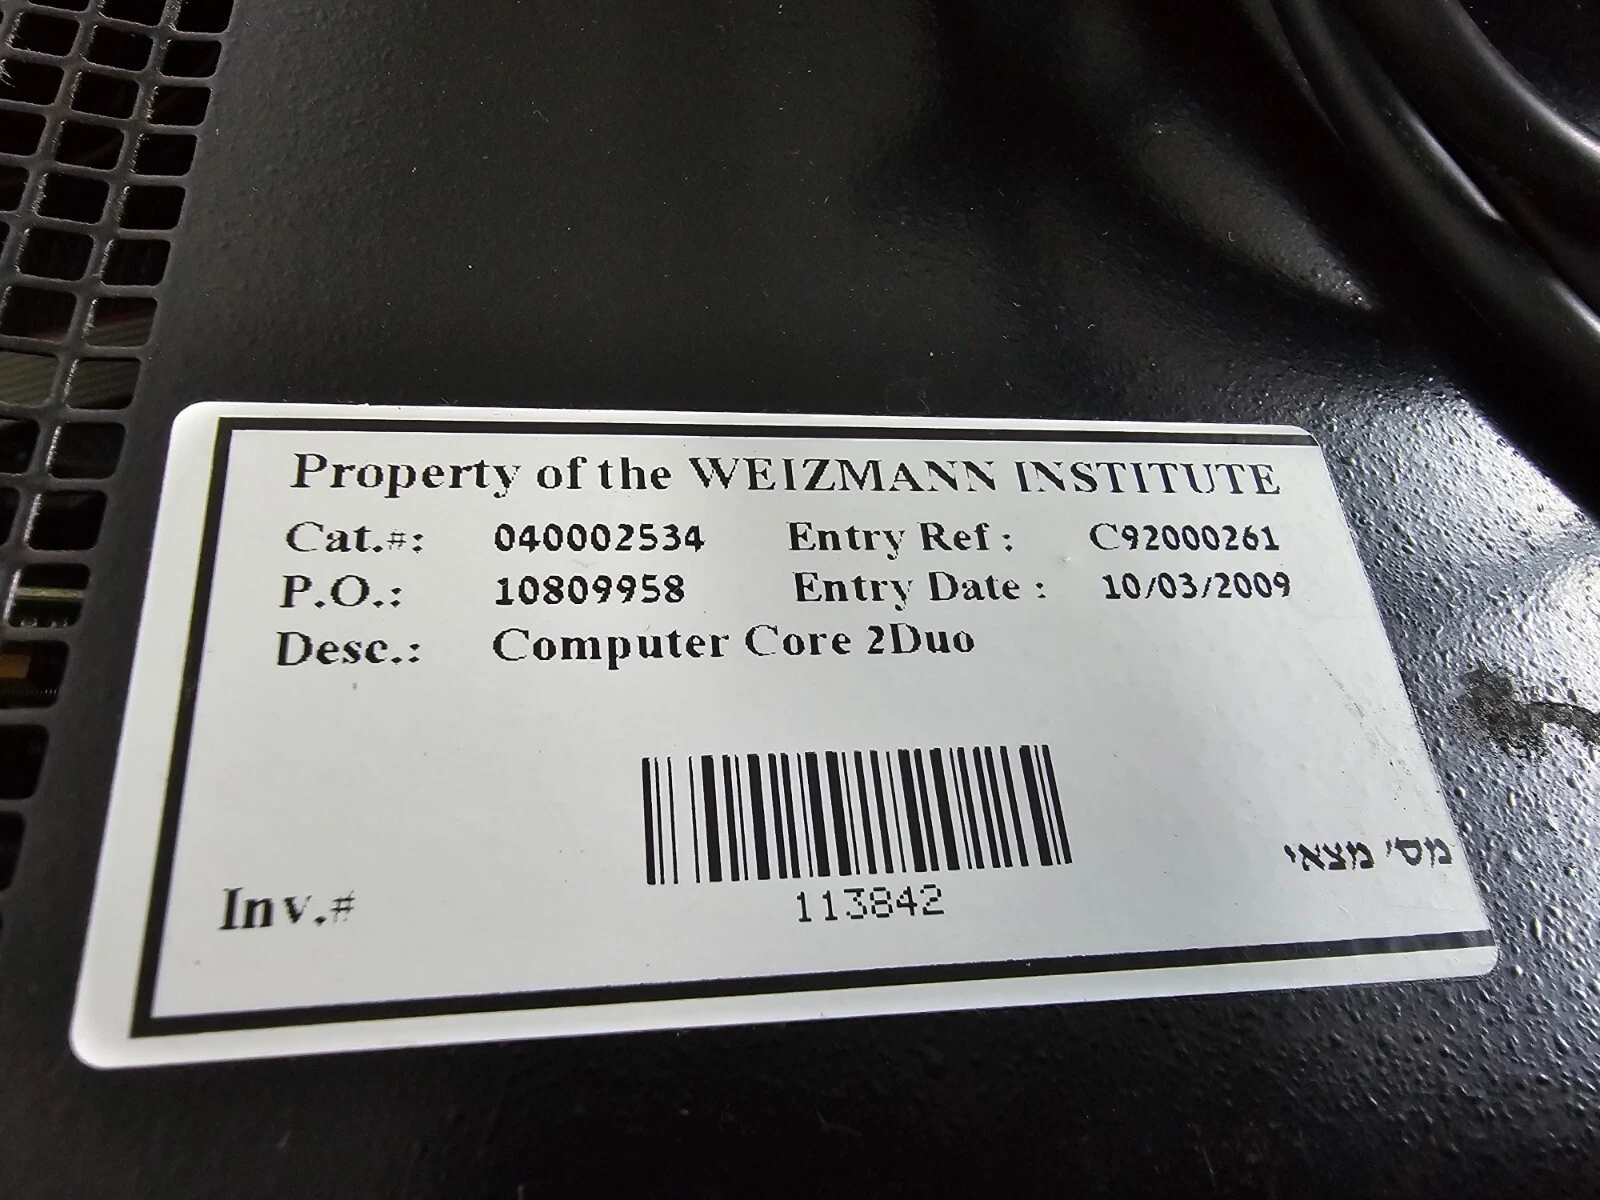 Property of the WEIZMANN INSTITUTE
Cat.#: 040002534 Entry Ref : C92000261
P.O.: 10809958 Entry Date : 10/03/2009
Desc.: Computer Core 2Duo
מס' מצאי
Inv.# 113842